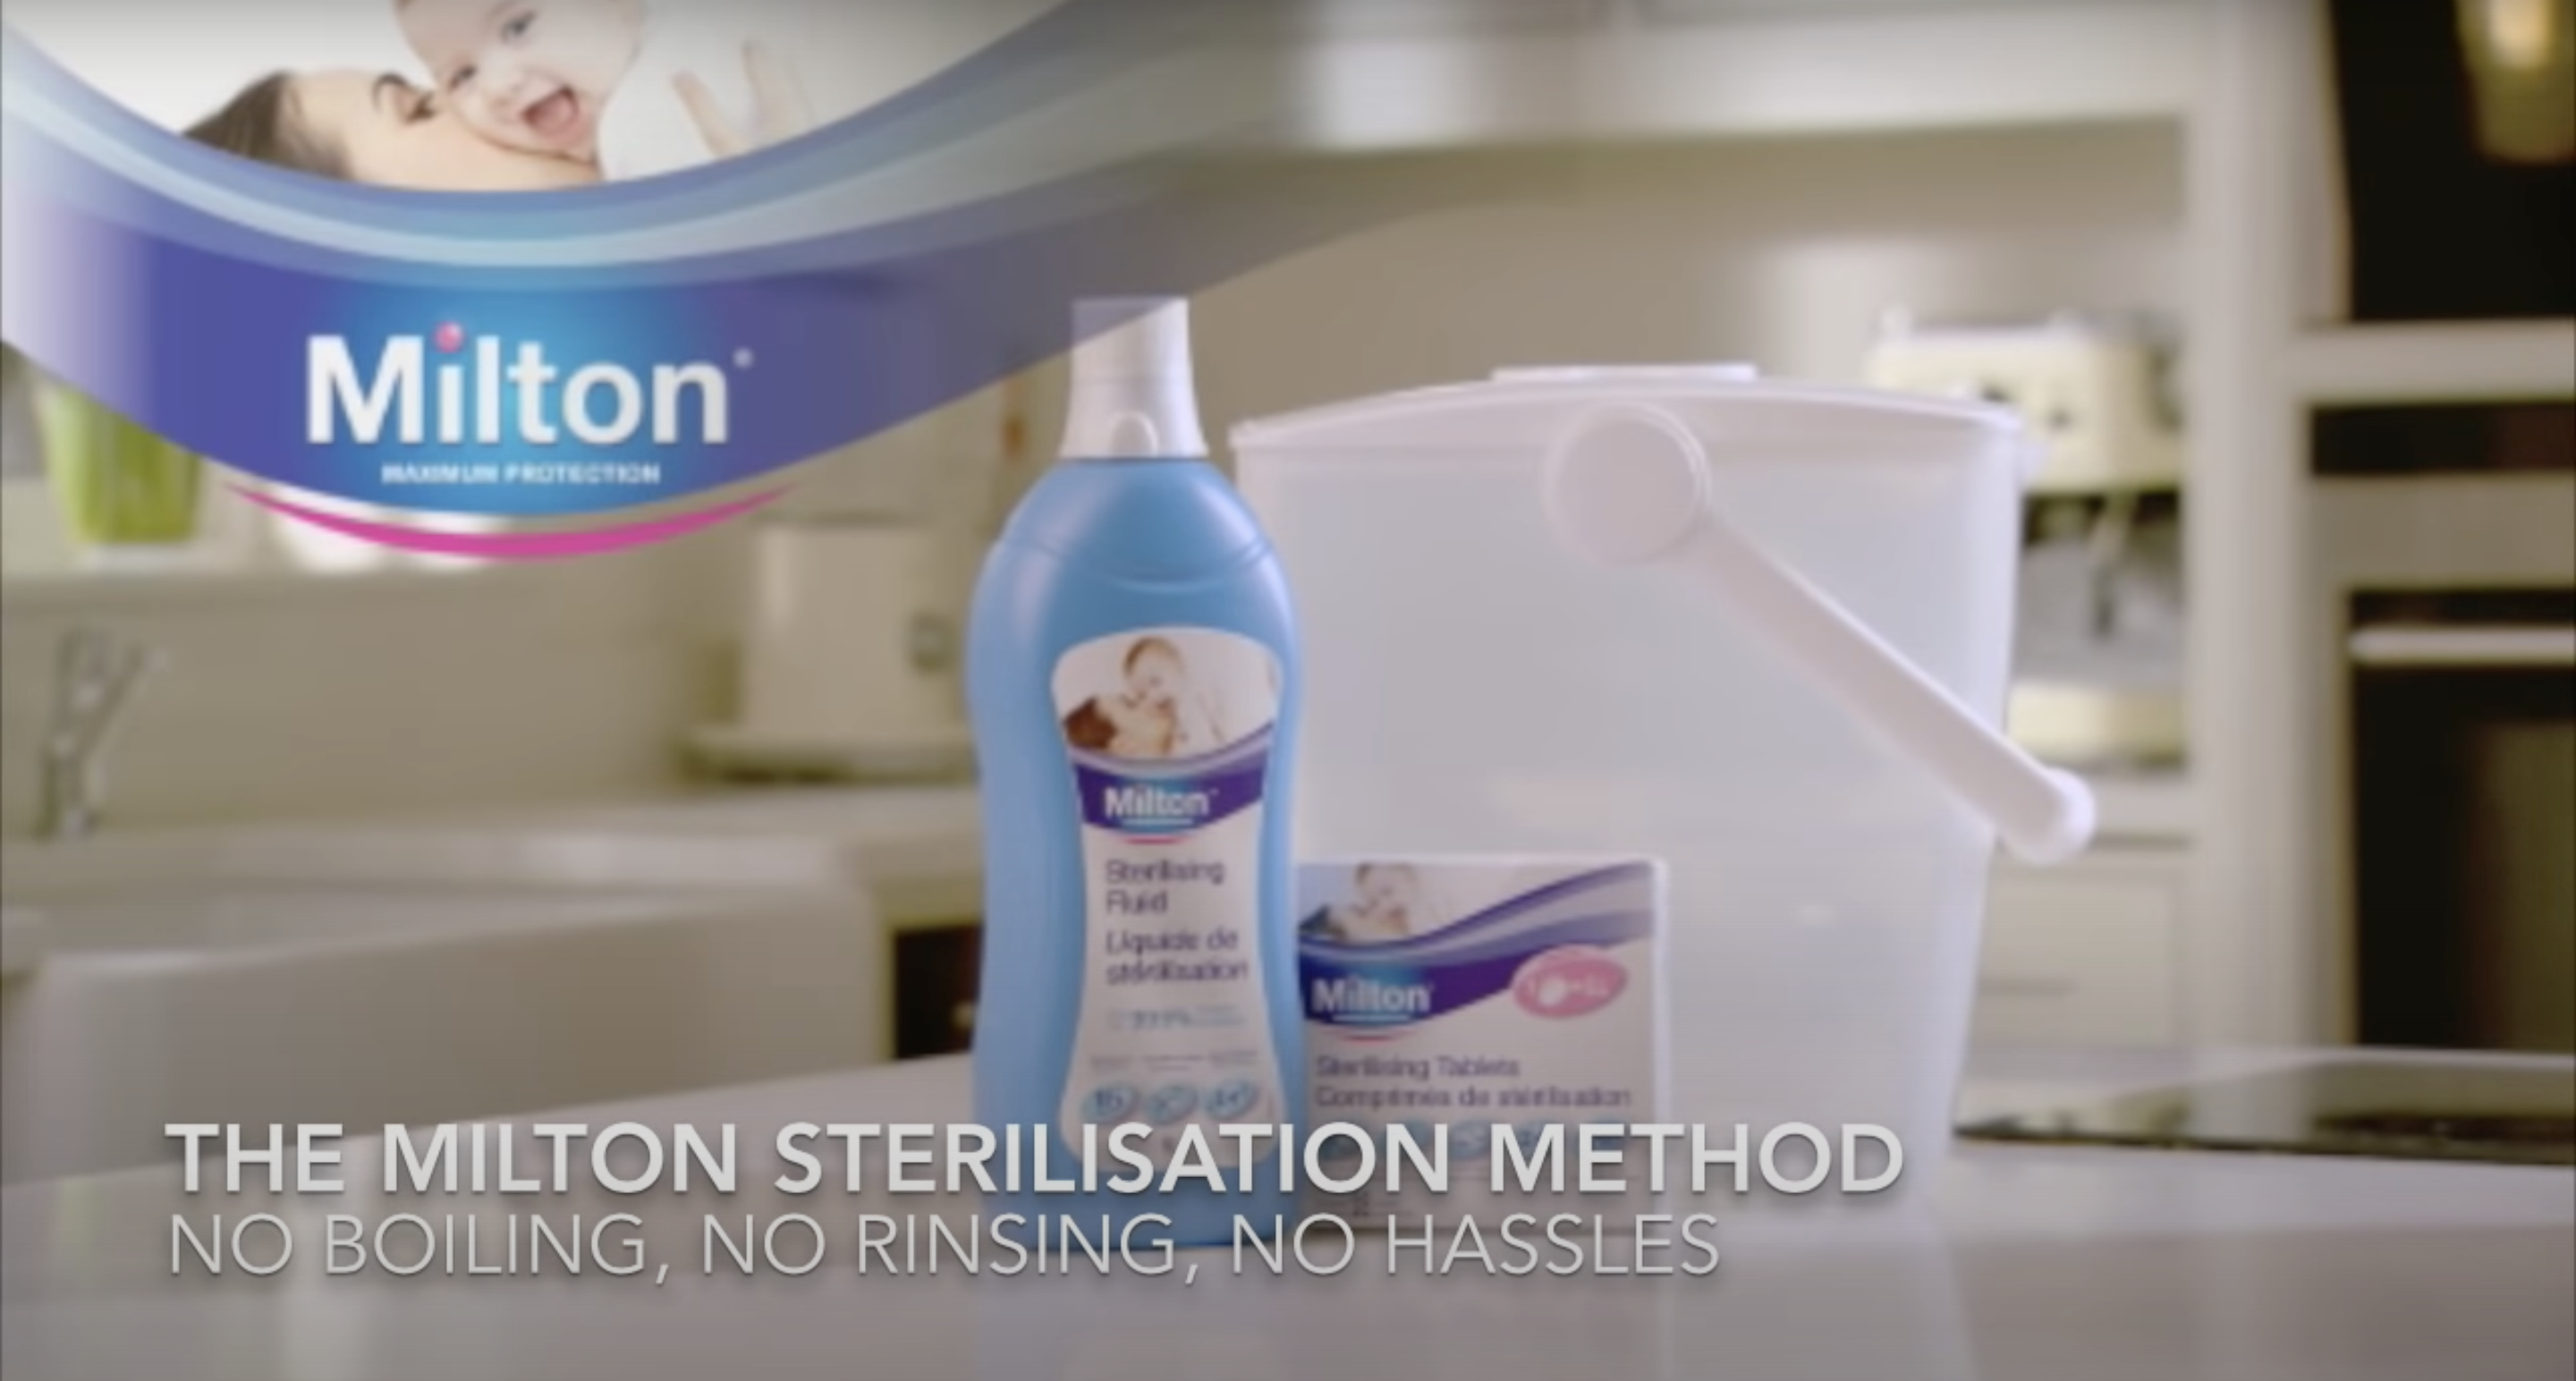 Milton
MAXIMUM PROTECTION
Milton
Sterilising
Fluid
Liquide de
stérilisation
Milton
Sterilising Tablets
Comprimés de stérilisation
THE MILTON STERILISATION METHOD
NO BOILING, NO RINSING, NO HASSLES